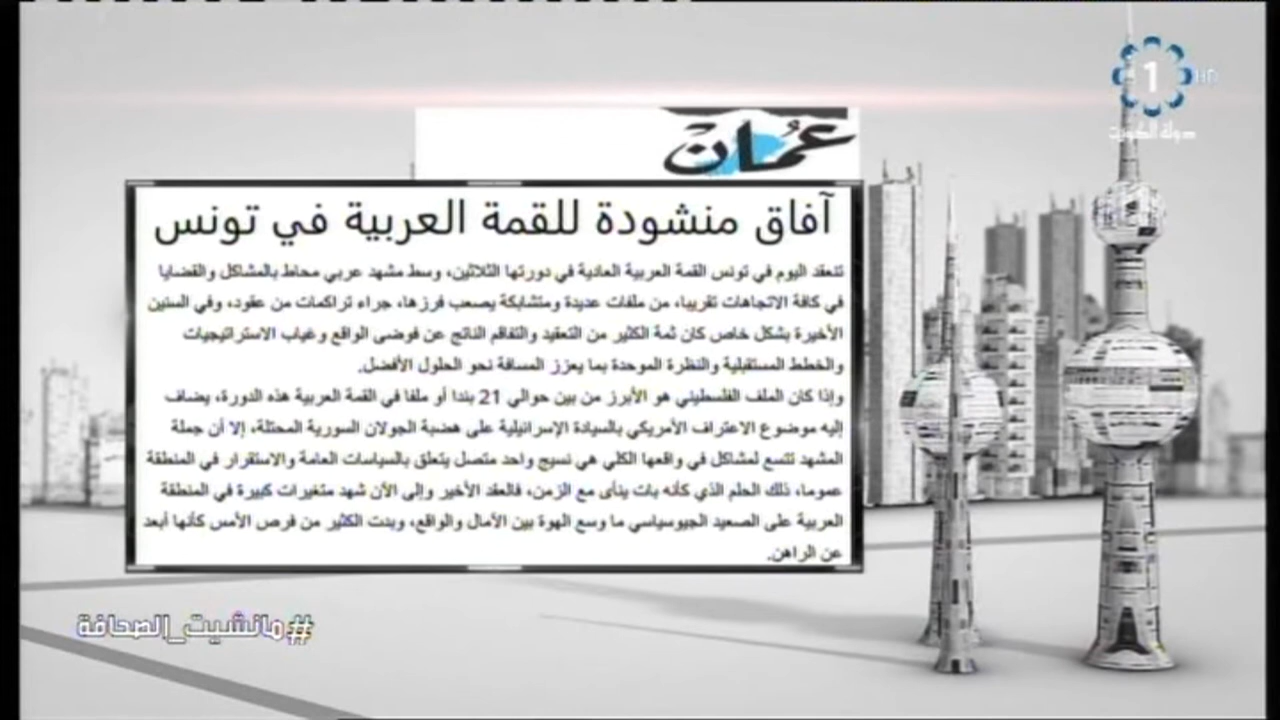 1 HD
دولة الكويت
عُمان
آفاق منشودة للقمة العربية في تونس
تنعقد اليوم في تونس القمة العربية العادية في دورتها الثلاثين، وسط مشهد عربي محاط بالمشاكل والقضايا
في كافة الاتجاهات تقريبا، من ملفات عديدة ومتشابكة يصعب فرزها، جراء تراكمات من عقود، وفي السنين
الأخيرة بشكل خاص كان ثمة الكثير من التعقيد والتفاقم الناتج عن فوضى الواقع وغياب الاستراتيجيات
والخطط المستقبلية والنظرة الموحدة بما يعزز المسافة نحو الحلول الأفضل.
وإذا كان الملف الفلسطيني هو الأبرز من بين حوالي 21 بندا أو ملفا في القمة العربية هذه الدورة، يضاف
إليه موضوع الاعتراف الأمريكي بالسيادة الإسرائيلية على هضبة الجولان السورية المحتلة، إلا أن جملة
المشهد تتسع لمشاكل في واقعها الكلي هي نسيج واحد متصل يتعلق بالسياسات العامة والاستقرار في المنطقة
عموما، ذلك الحلم الذي كأنه بات ينأى مع الزمن، فالعقد الأخير وإلى الآن شهد متغيرات كبيرة في المنطقة
العربية على الصعيد الجيوسياسي ما وسع الهوة بين الآمال والواقع، وبدت الكثير من فرص الأمس كأنها أبعد
عن الراهن.
#مانشيت_الصحافة